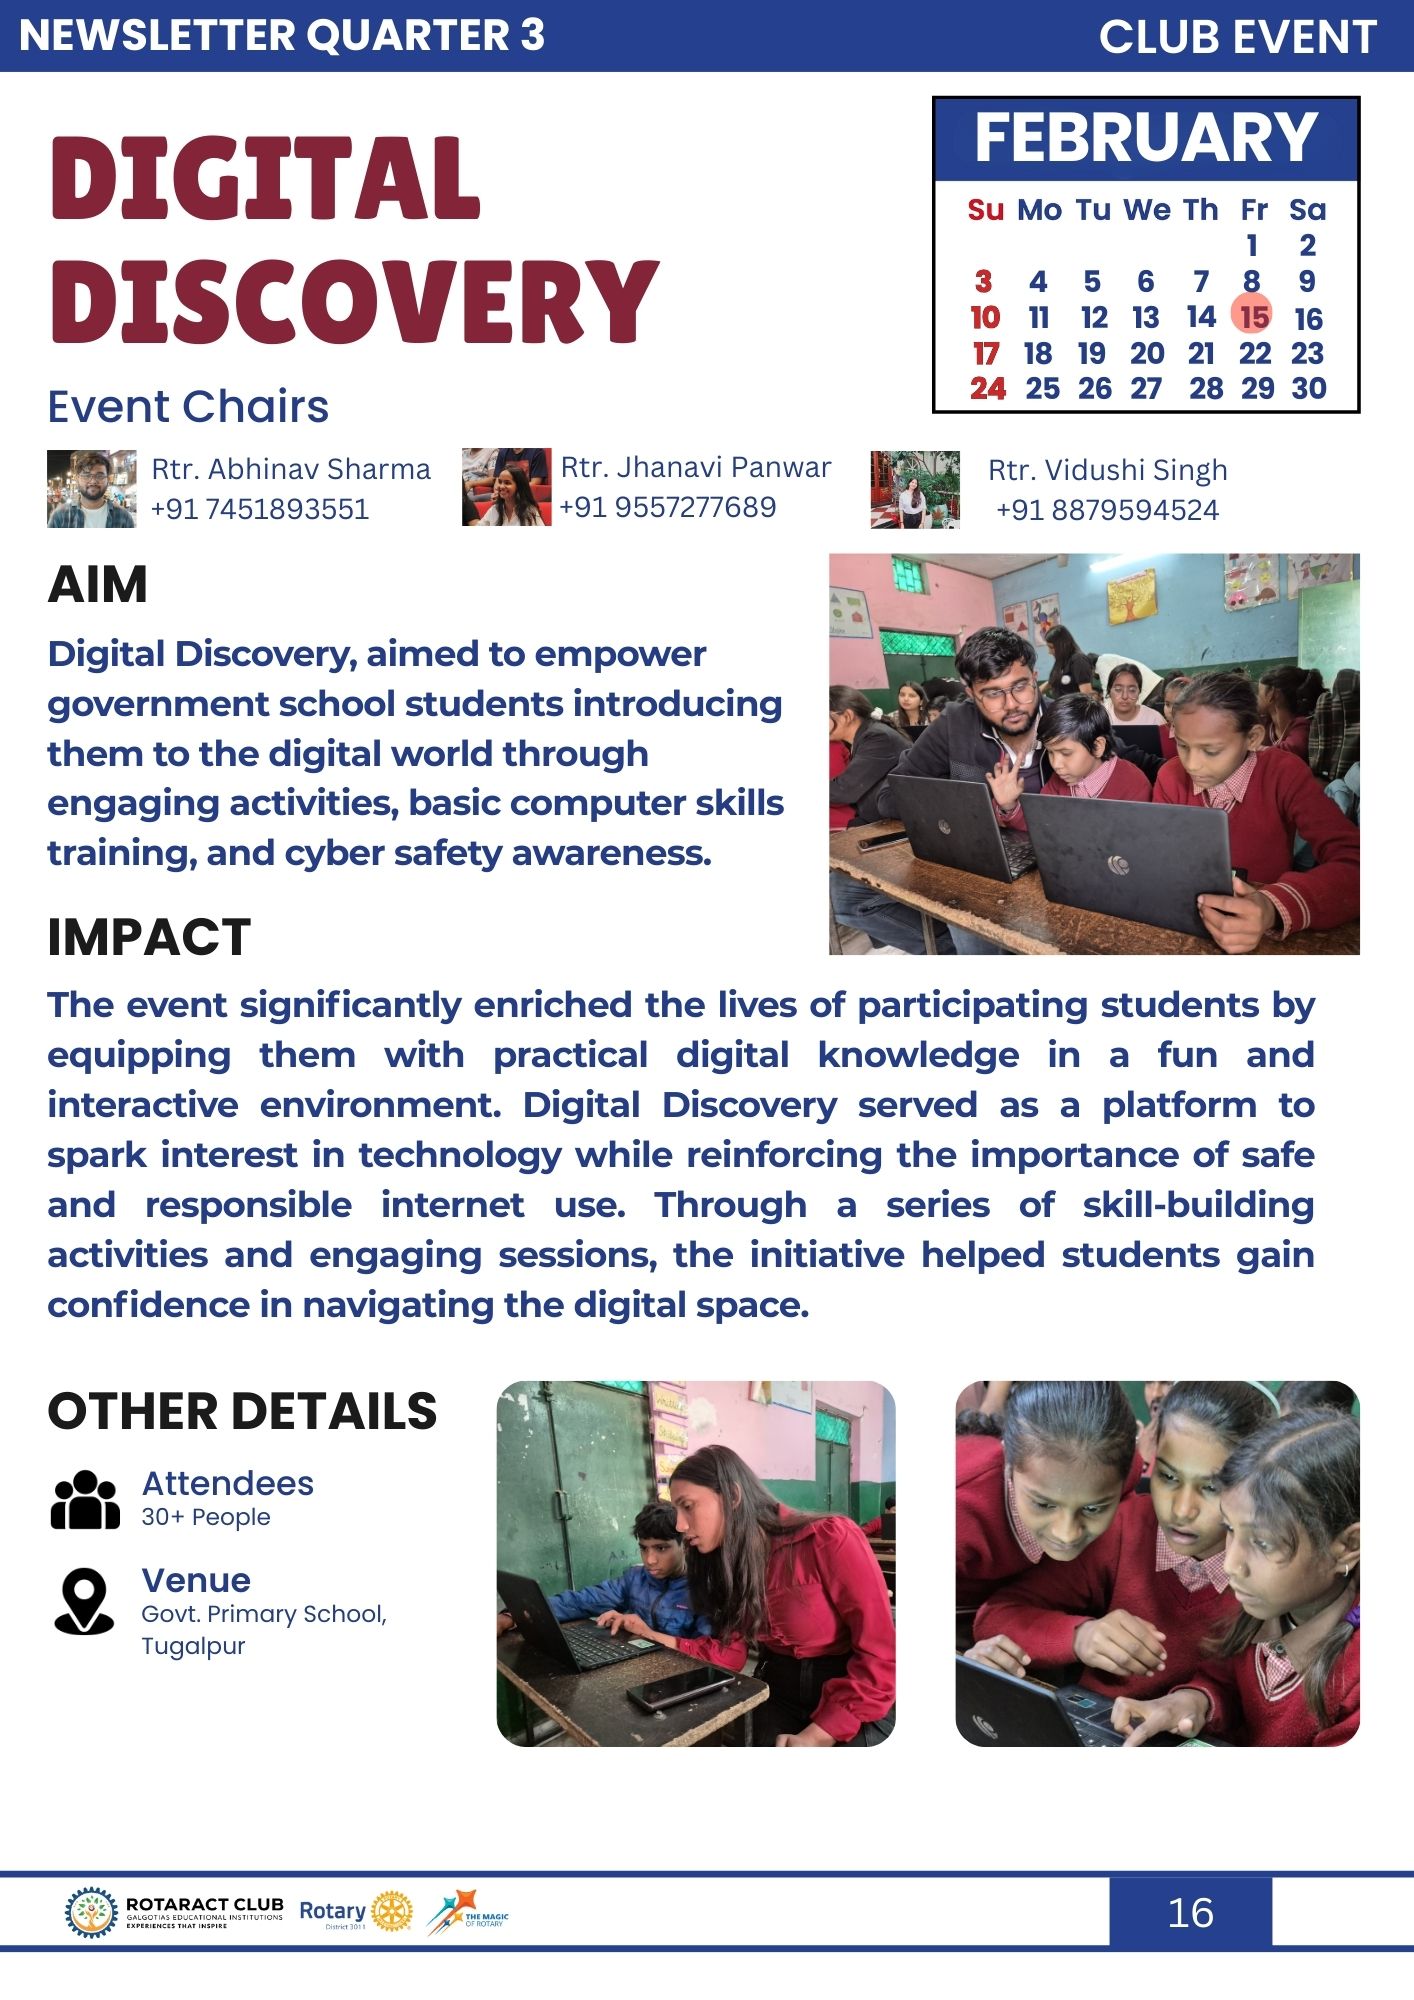 NEWSLETTER QUARTER 3
CLUB EVENT
DIGITAL
DISCOVERY
FEBRUARY
Su Mo Tu We Th Fr Sa
1 2
3 4 5 6 7 8 9
10 11 12 13 14 15 16
17 18 19 20 21 22 23
24 25 26 27 28 29 30
Event Chairs
Rtr. Abhinav Sharma
+91 7451893551
Rtr. Jhanavi Panwar
+91 9557277689
Rtr. Vidushi Singh
+91 8879594524
AIM
Digital Discovery, aimed to empower
government school students introducing
them to the digital world through
engaging activities, basic computer skills
training, and cyber safety awareness.
IMPACT
The event significantly enriched the lives of participating students by
equipping them with practical digital knowledge in a fun and
interactive environment. Digital Discovery served as a platform to
spark interest in technology while reinforcing the importance of safe
and responsible internet use. Through a series of skill-building
activities and engaging sessions, the initiative helped students gain
confidence in navigating the digital space.
OTHER DETAILS
Attendees
30+ People
Venue
Govt. Primary School,
Tugalpur
ROTARACT CLUB
GALGOTIAS EDUCATIONAL INSTITUTIONS
EXPERIENCES THAT INSPIRE
Rotary
District 3011
THE MAGIC
OF ROTARY
16